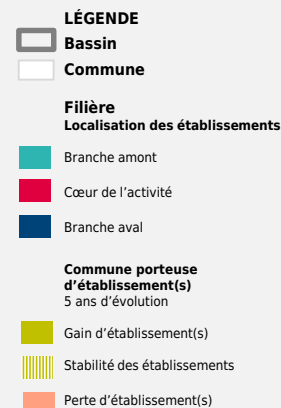 LÉGENDE
Bassin
Commune
Filière
Localisation des établissements
Branche amont
Cœur de l’activité
Branche aval
Commune porteuse
d’établissement(s)
5 ans d’évolution
Gain d’établissement(s)
Stabilité des établissements
Perte d’établissement(s)